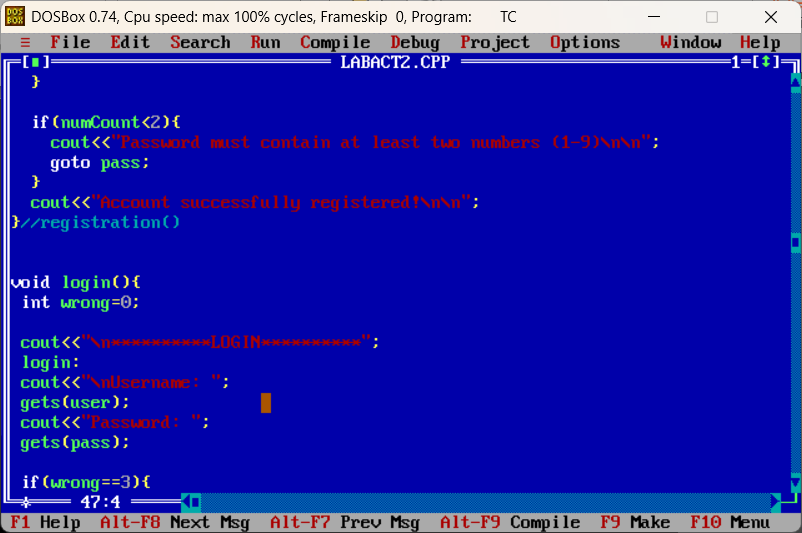 DOS BOX DOSBox 0.74, Cpu speed: max 100% cycles, Frameskip 0, Program: TC
≡ File Edit Search Run Compile Debug Project Options Window Help
[■] LABACT2.CPP 1=[↕]
}
if(numCount<2){
cout<<"Password must contain at least two numbers (1-9)\n\n";
goto pass;
}
cout<<"Account successfully registered!\n\n";
}//registration()
void login(){
int wrong=0;
cout<<"\n**********LOGIN**********";
login:
cout<<"\nUsername: ";
gets(user);
cout<<"Password: ";
gets(pass);
if(wrong==3){
47:4
F1 Help Alt-F8 Next Msg Alt-F7 Prev Msg Alt-F9 Compile F9 Make F10 Menu